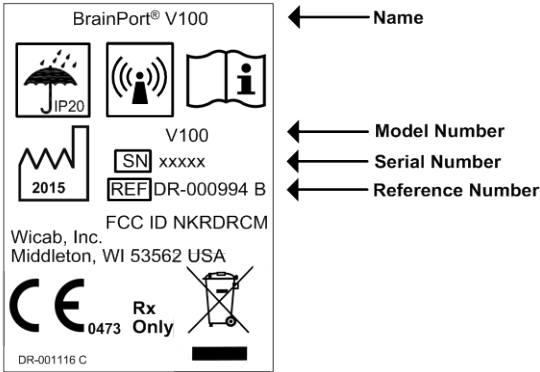 BrainPort® V100
Name
IP20
i
V100
Model Number
SN xxxxx
Serial Number
2015
REF DR-000994 B
Reference Number
FCC ID NKRDRCM
Wicab, Inc.
Middleton, WI 53562 USA
CE 0473
Rx
Only
DR-001116 C